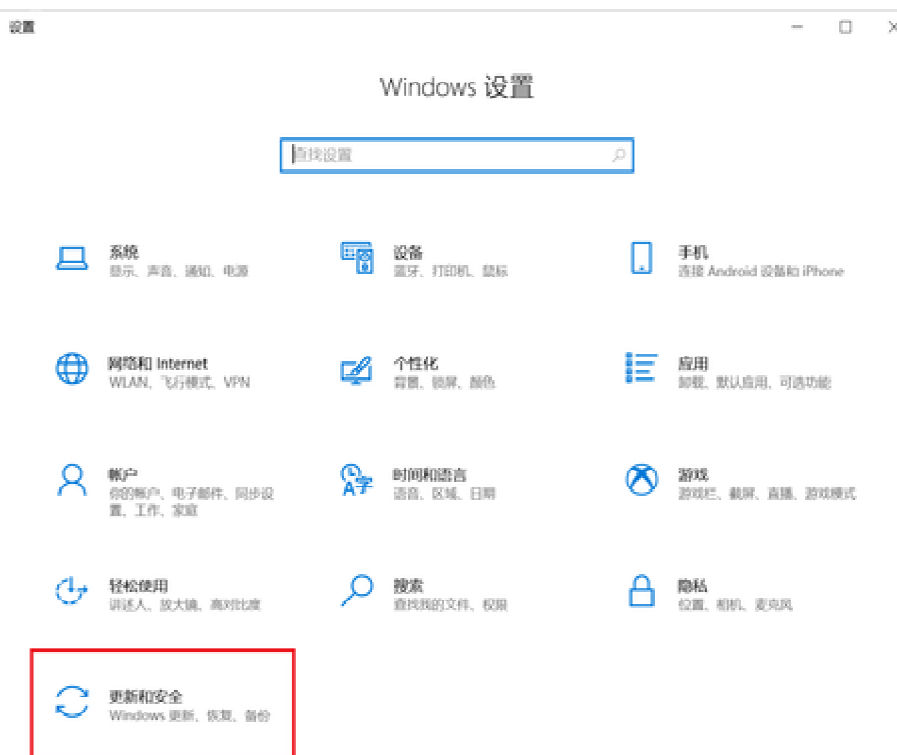 设置
Windows 设置
查找设置
系统
显示、声音、通知、电源
设备
蓝牙、打印机、鼠标
手机
连接 Android 设备和 iPhone
网络和 Internet
WLAN、飞行模式、VPN
个性化
背景、锁屏、颜色
应用
卸载、默认应用、可选功能
帐户
你的帐户、电子邮件、同步设
置、工作、家庭
时间和语言
语音、区域、日期
游戏
游戏栏、截屏、直播、游戏模式
轻松使用
讲述人、放大镜、高对比度
搜索
查找我的文件、权限
隐私
位置、相机、麦克风
更新和安全
Windows 更新、恢复、备份